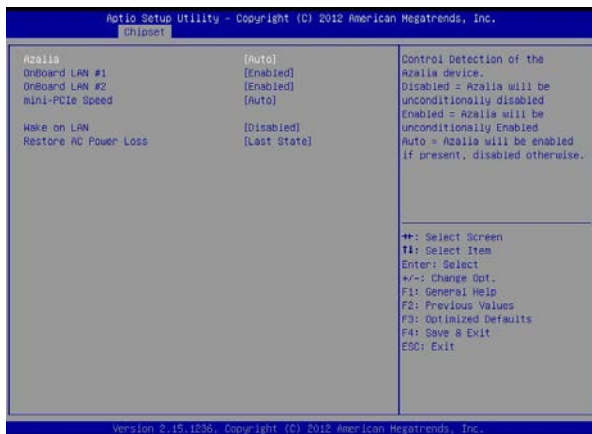 Aptio Setup Utility - Copyright (C) 2012 American Megatrends, Inc.
Chipset
Azalia [Auto]
OnBoard LAN #1 [Enabled]
OnBoard LAN #2 [Enabled]
mini-PCIe Speed [Auto]
Wake on LAN [Disabled]
Restore AC Power Loss [Last State]
Control Detection of the
Azalia device.
Disabled = Azalia will be
unconditionally disabled
Enabled = Azalia will be
unconditionally Enabled
Auto = Azalia will be enabled
if present, disabled otherwise.
→←: Select Screen
↑↓: Select Item
Enter: Select
+/-: Change Opt.
F1: General Help
F2: Previous Values
F3: Optimized Defaults
F4: Save & Exit
ESC: Exit
Version 2.15.1236. Copyright (C) 2012 American Megatrends, Inc.